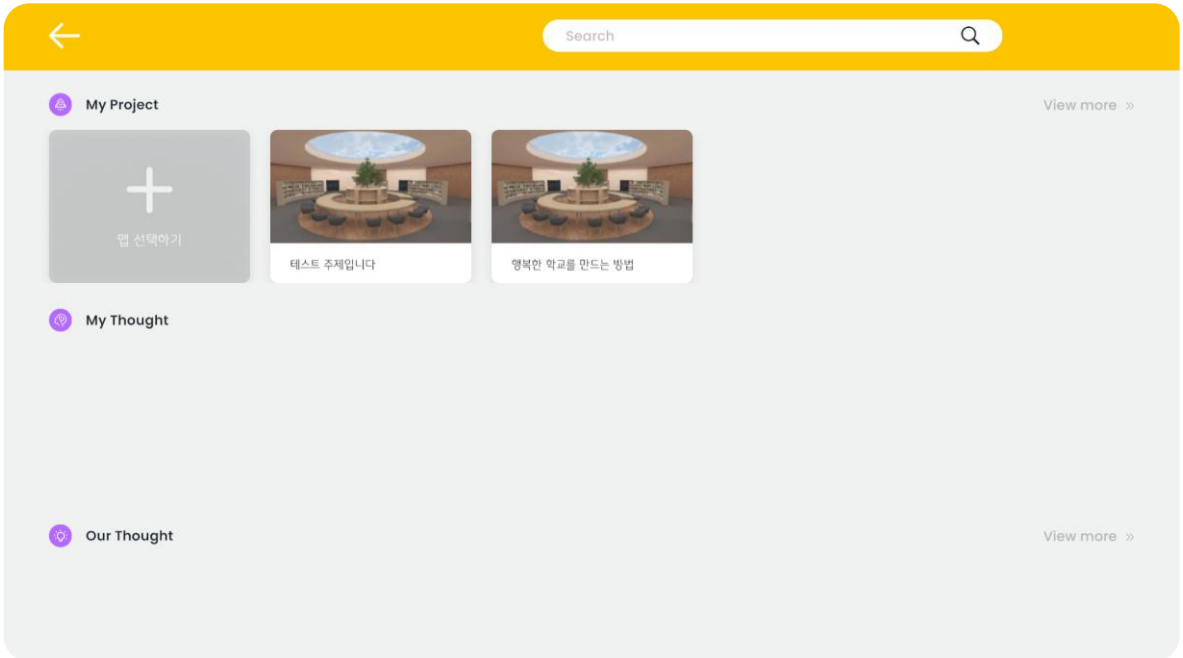 Search
My Project
View more »
맵 선택하기
테스트 주제입니다
행복한 학교를 만드는 방법
My Thought
Our Thought
View more »